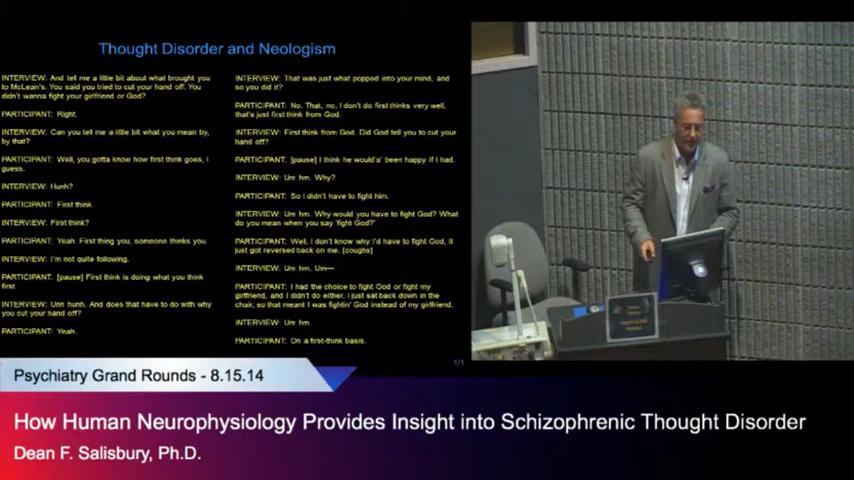 Thought Disorder and Neologism
INTERVIEW: And tell me a little bit about what brought you
to McLean's. You said you tried to cut your hand off. You
didn't wanna fight your girlfriend or God?
PARTICIPANT: Right.
INTERVIEW: Can you tell me a little bit what you mean by,
by that?
PARTICIPANT: Well, you gotta know how first think goes, I
guess.
INTERVIEW: Hunh?
PARTICIPANT: First think.
INTERVIEW: First think?
PARTICIPANT: Yeah. First thing you, someone thinks you.
INTERVIEW: I'm not quite following.
PARTICIPANT: [pause] First think is doing what you think
first.
INTERVIEW: Unn hunh. And does that have to do with why
you cut your hand off?
PARTICIPANT: Yeah.
INTERVIEW: That was just what popped into your mind, and
so you did it?
PARTICIPANT: No. That, no, I don't do first thinks very well,
that's just first think from God.
INTERVIEW: First think from God. Did God tell you to cut your
hand off?
PARTICIPANT: [pause] I think he would'a' been happy if I had.
INTERVIEW: Um hm. Why?
PARTICIPANT: So I didn't have to fight him.
INTERVIEW: Um hm. Why would you have to fight God? What
do you mean when you say 'fight God?'
PARTICIPANT: Well, I don't know why I'd have to fight God, it
just got reversed back on me. [coughs]
INTERVIEW: Um hm. Um—
PARTICIPANT: I had the choice to fight God or fight my
girlfriend, and I didn't do either. I just sat back down in the
chair, so that meant I was fightin' God instead of my girlfriend.
INTERVIEW: Um hm.
PARTICIPANT: On a first-think basis.
1/1
Psychiatry Grand Rounds - 8.15.14
How Human Neurophysiology Provides Insight into Schizophrenic Thought Disorder
Dean F. Salisbury, Ph.D.